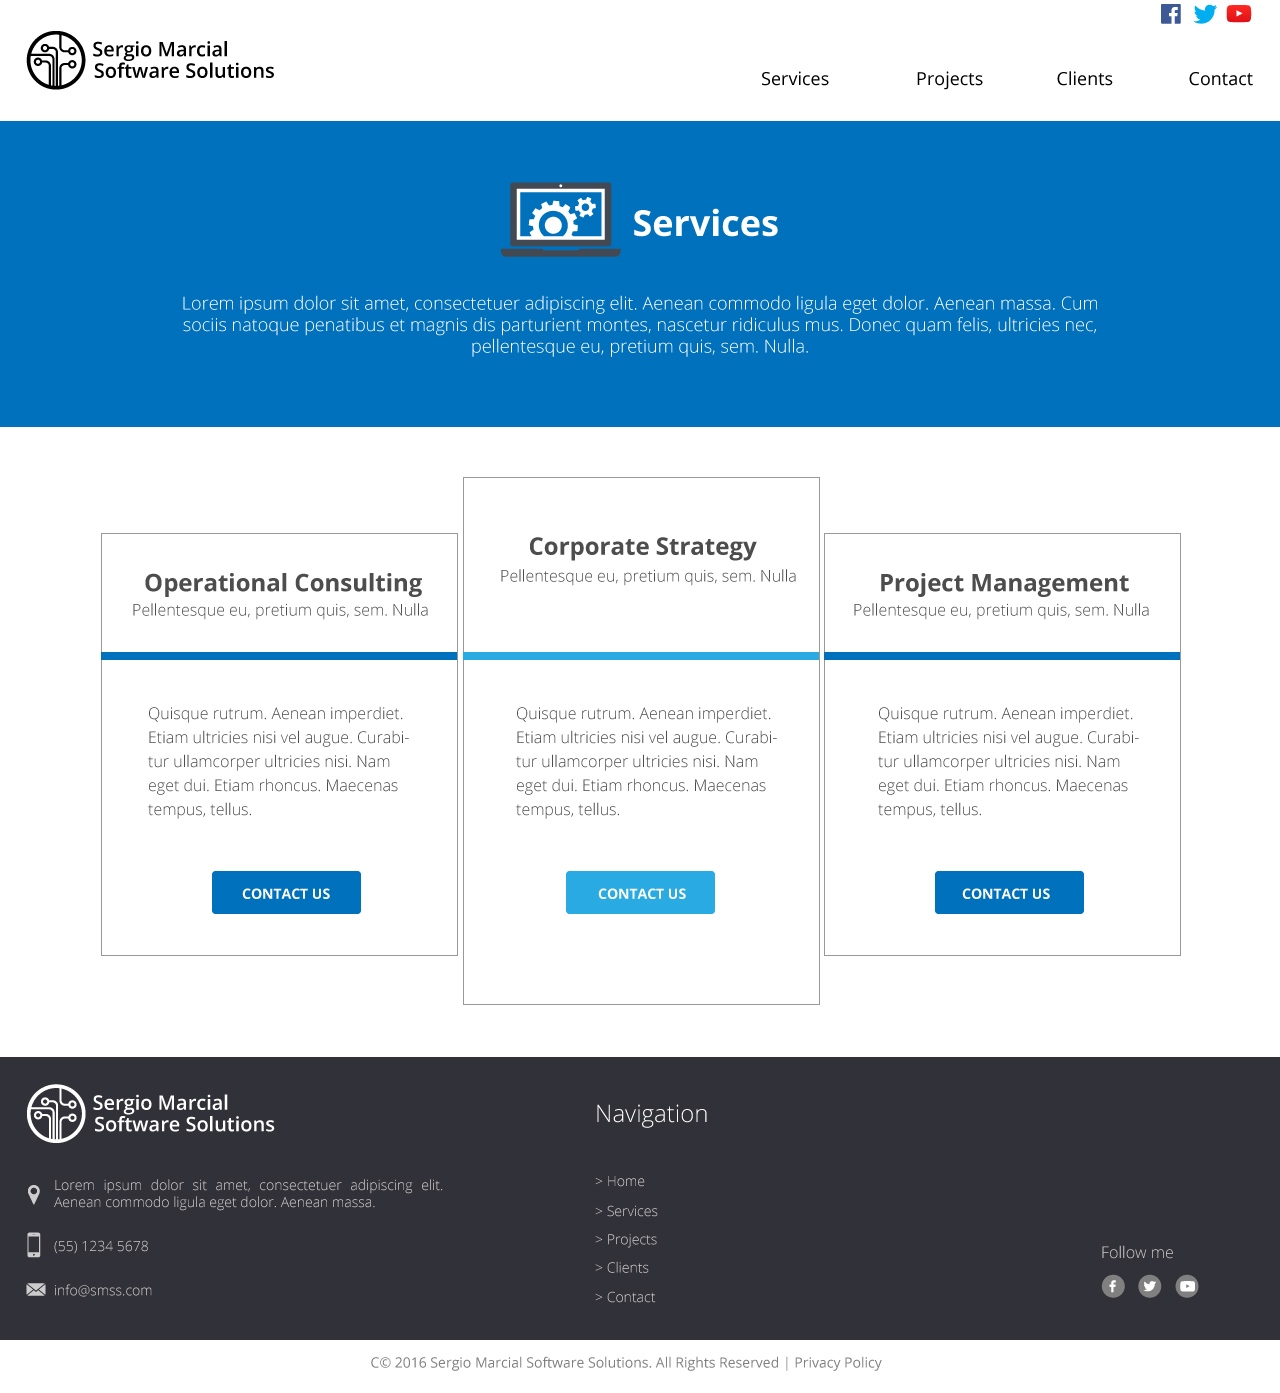 Sergio Marcial
Software Solutions
Services
Projects
Clients
Contact
Services
Lorem ipsum dolor sit amet, consectetuer adipiscing elit. Aenean commodo ligula eget dolor. Aenean massa. Cum
sociis natoque penatibus et magnis dis parturient montes, nascetur ridiculus mus. Donec quam felis, ultricies nec,
pellentesque eu, pretium quis, sem. Nulla.
Operational Consulting
Pellentesque eu, pretium quis, sem. Nulla
Quisque rutrum. Aenean imperdiet.
Etiam ultricies nisi vel augue. Curabi-
tur ullamcorper ultricies nisi. Nam
eget dui. Etiam rhoncus. Maecenas
tempus, tellus.
CONTACT US
Corporate Strategy
Pellentesque eu, pretium quis, sem. Nulla
Quisque rutrum. Aenean imperdiet.
Etiam ultricies nisi vel augue. Curabi-
tur ullamcorper ultricies nisi. Nam
eget dui. Etiam rhoncus. Maecenas
tempus, tellus.
CONTACT US
Project Management
Pellentesque eu, pretium quis, sem. Nulla
Quisque rutrum. Aenean imperdiet.
Etiam ultricies nisi vel augue. Curabi-
tur ullamcorper ultricies nisi. Nam
eget dui. Etiam rhoncus. Maecenas
tempus, tellus.
CONTACT US
Sergio Marcial
Software Solutions
Lorem ipsum dolor sit amet, consectetuer adipiscing elit.
Aenean commodo ligula eget dolor. Aenean massa.
(55) 1234 5678
info@smss.com
Navigation
> Home
> Services
> Projects
> Clients
> Contact
Follow me
C© 2016 Sergio Marcial Software Solutions. All Rights Reserved | Privacy Policy